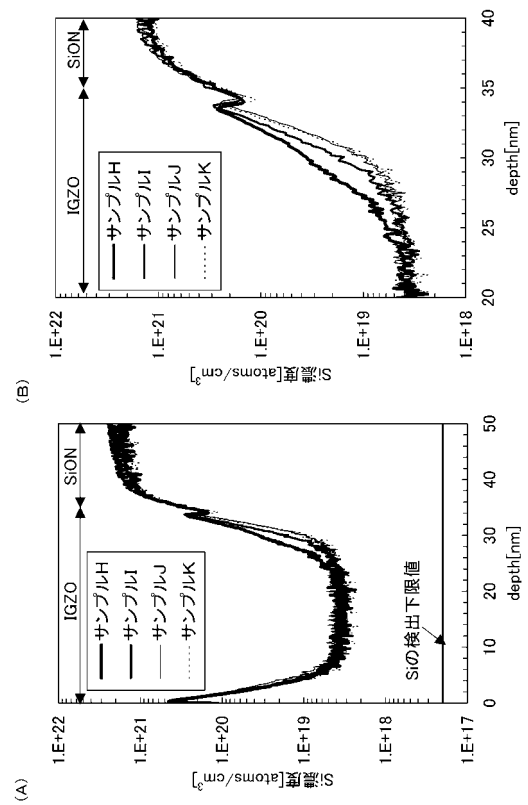 (A)
1.E+22
1.E+21
1.E+20
1.E+19
1.E+18
1.E+17
Si濃度[atoms/cm³]
IGZO
SiON
サンプルH
サンプルI
サンプルJ
サンプルK
Siの検出下限値
0
10
20
30
40
50
depth[nm]
(B)
1.E+22
1.E+21
1.E+20
1.E+19
1.E+18
Si濃度[atoms/cm³]
IGZO
SiON
サンプルH
サンプルI
サンプルJ
サンプルK
20
25
30
35
40
depth[nm]